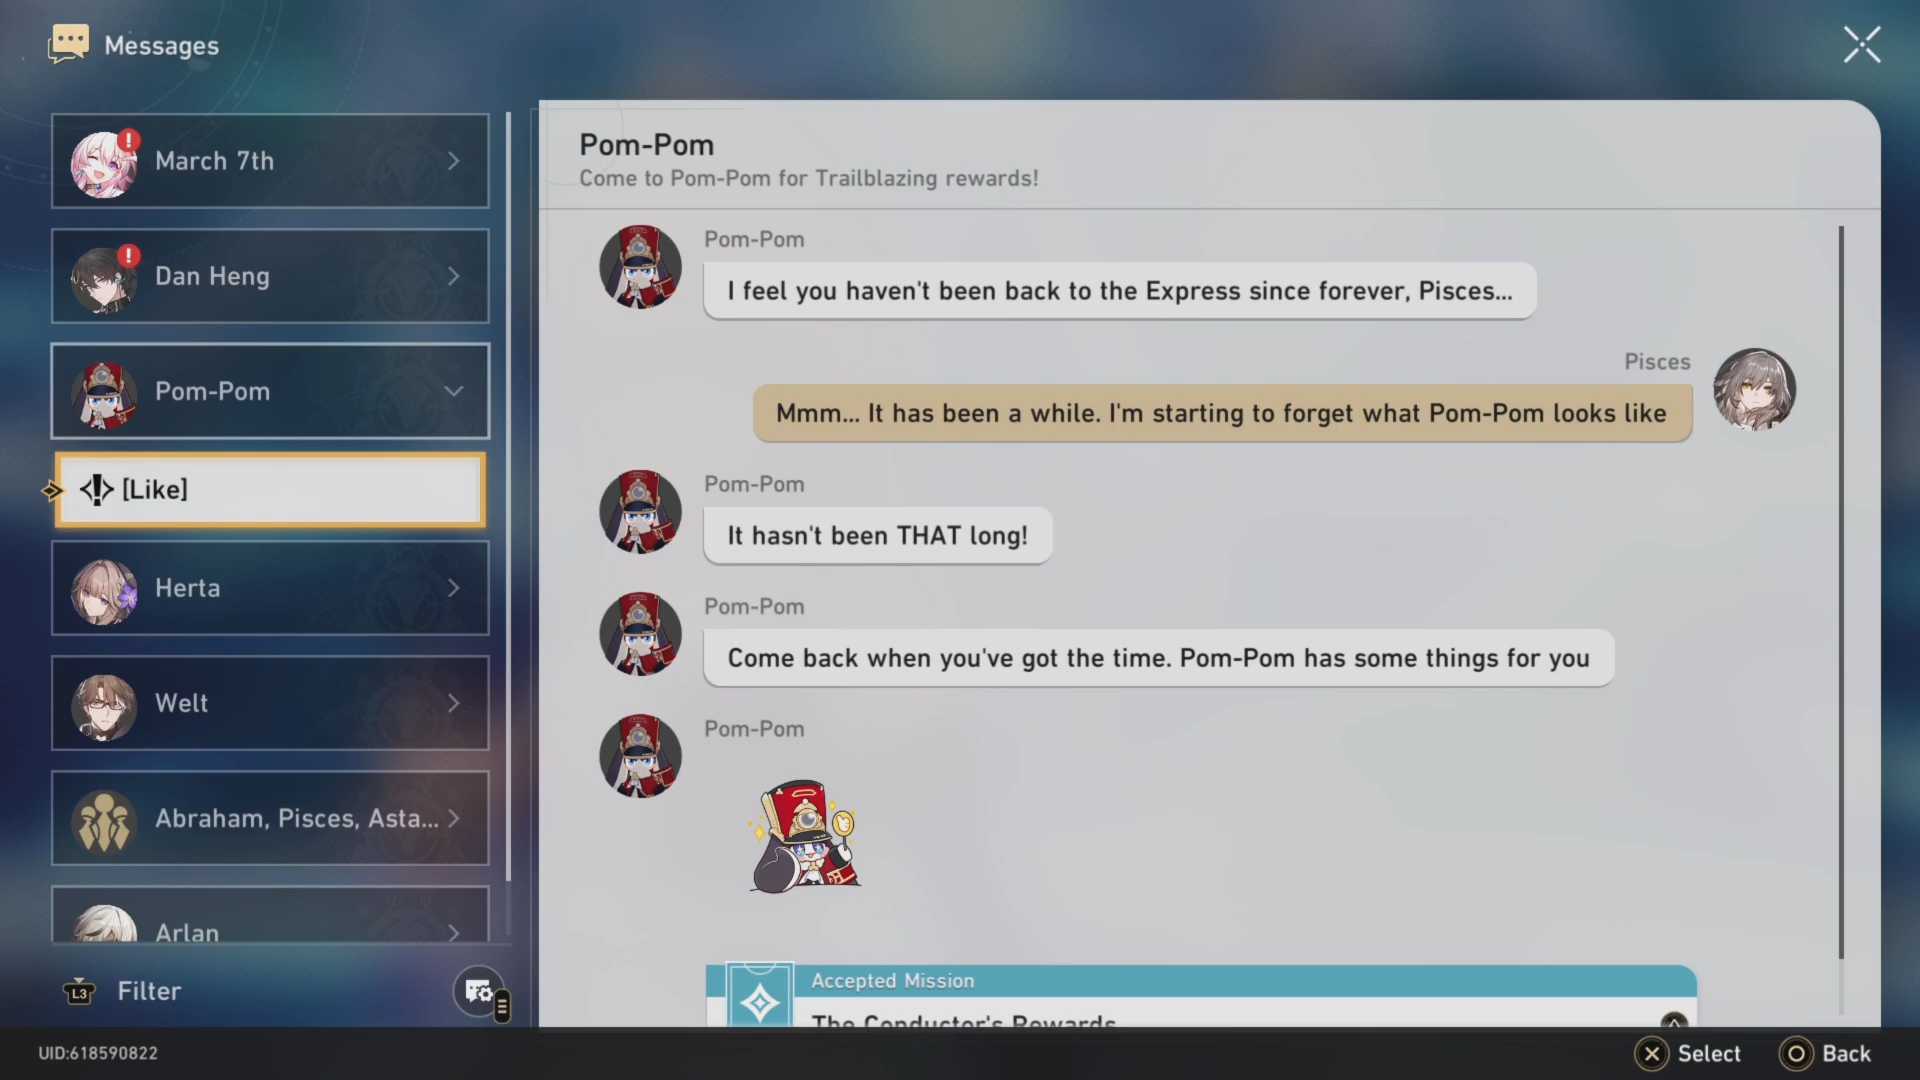 Messages
March 7th
Dan Heng
Pom-Pom
[Like]
Herta
Welt
Abraham, Pisces, Asta...
Arlan
L3 Filter
Pom-Pom
Come to Pom-Pom for Trailblazing rewards!
Pom-Pom
I feel you haven't been back to the Express since forever, Pisces...
Pisces
Mmm... It has been a while. I'm starting to forget what Pom-Pom looks like
Pom-Pom
It hasn't been THAT long!
Pom-Pom
Come back when you've got the time. Pom-Pom has some things for you
Pom-Pom
Accepted Mission
The Conductor's Rewards
UID:618590822
Select
Back